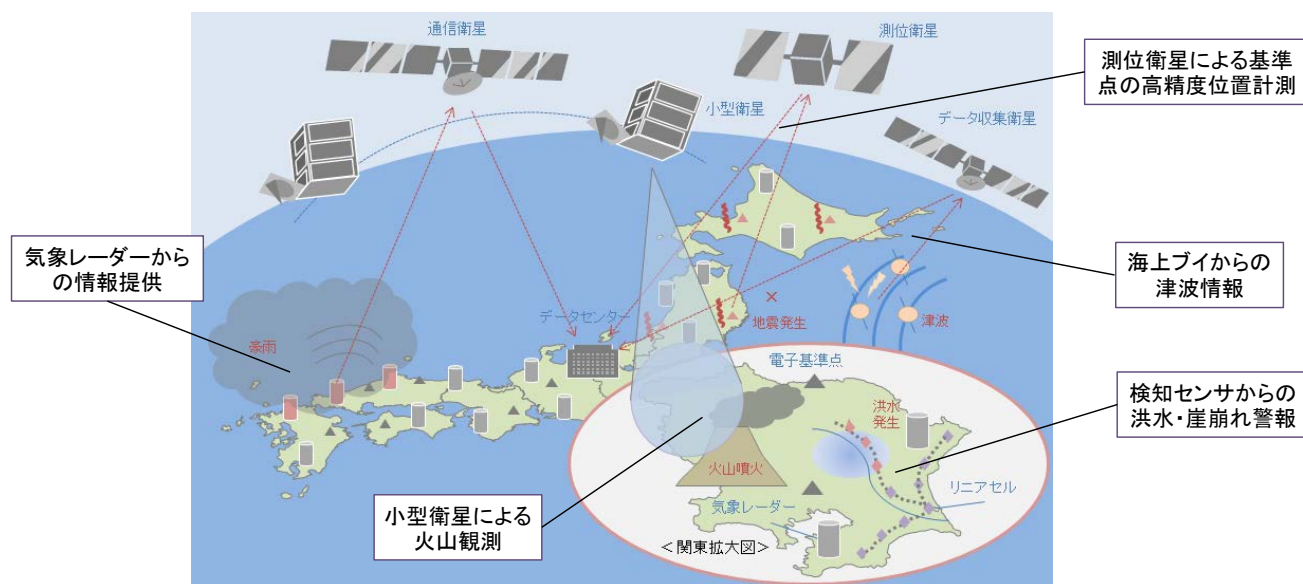 通信衛星
測位衛星
測位衛星による基準
点の高精度位置計測
小型衛星
データ収集衛星
気象レーダーから
の情報提供
海上ブイからの
津波情報
データセンター
地震発生
津波
豪雨
電子基準点
洪水
発生
検知センサからの
洪水・崖崩れ警報
火山噴火
リニアセル
気象レーダー
小型衛星による
火山観測
＜関東拡大図＞